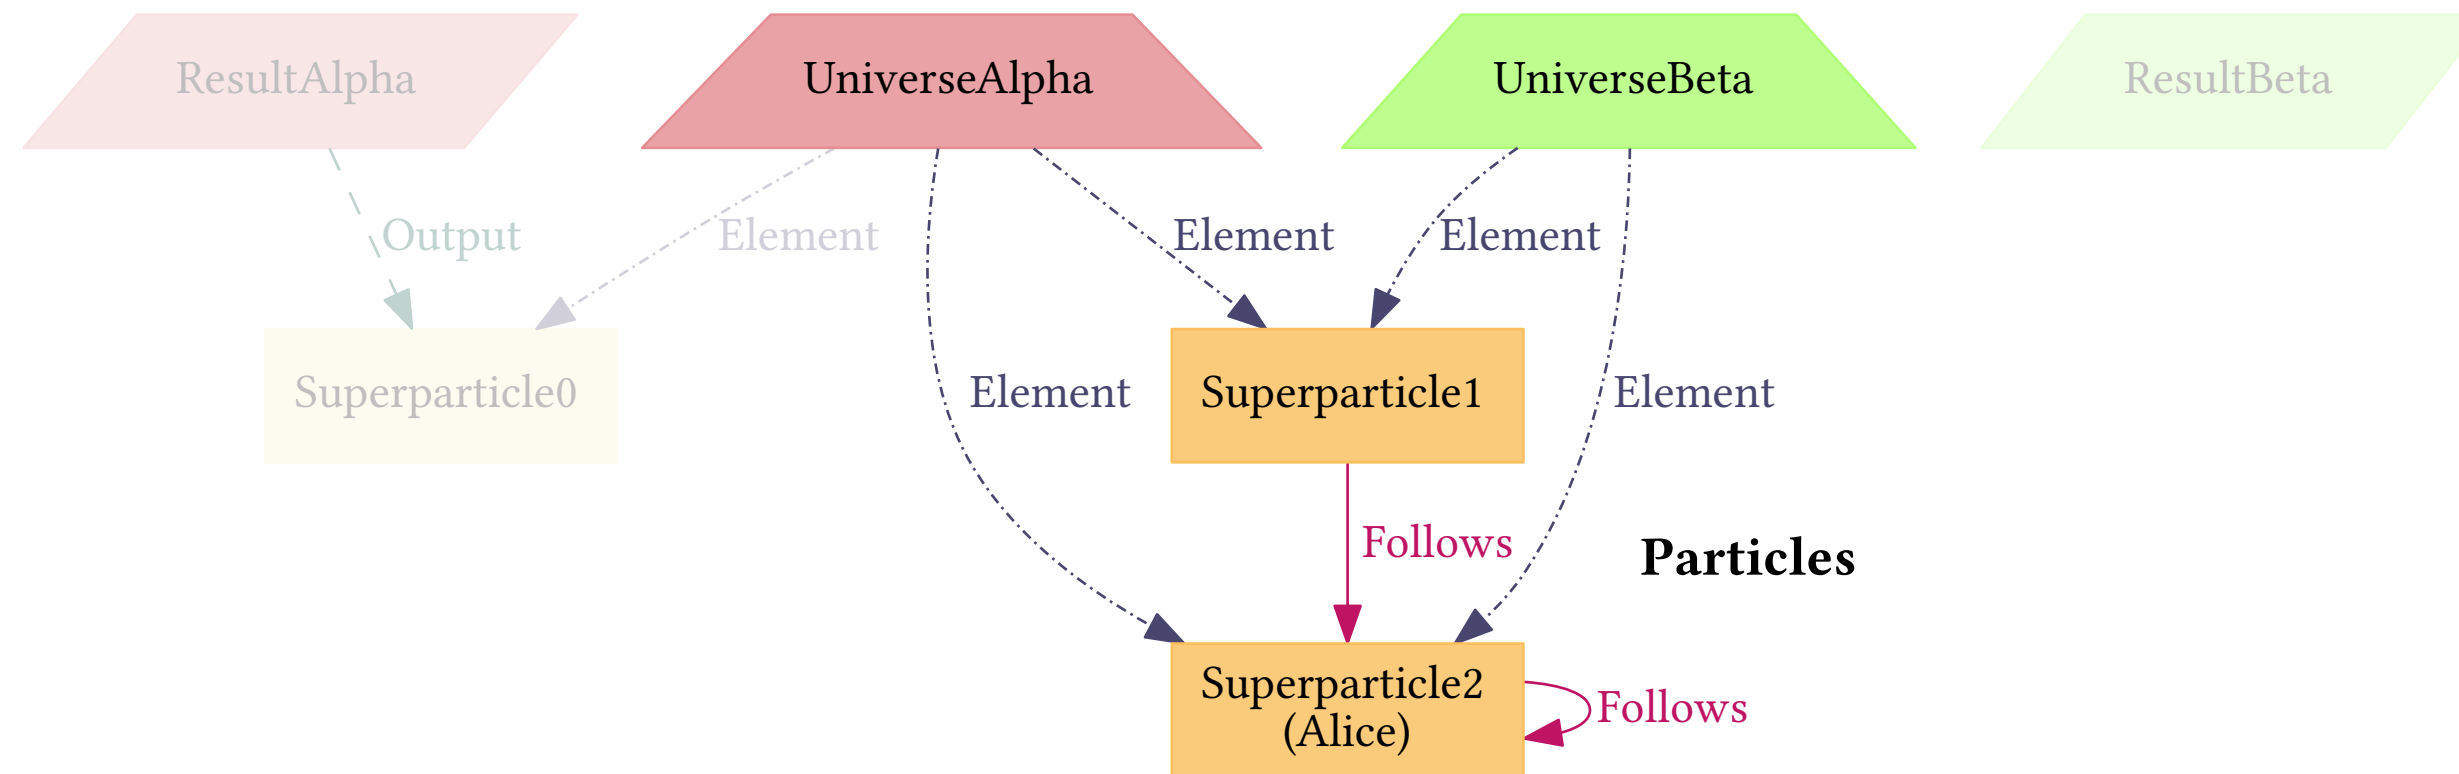 ResultAlpha
UniverseAlpha
UniverseBeta
ResultBeta
Output
Element
Element
Element
Superparticle0
Element
Superparticle1
Element
Follows
Particles
Superparticle2
(Alice)
Follows